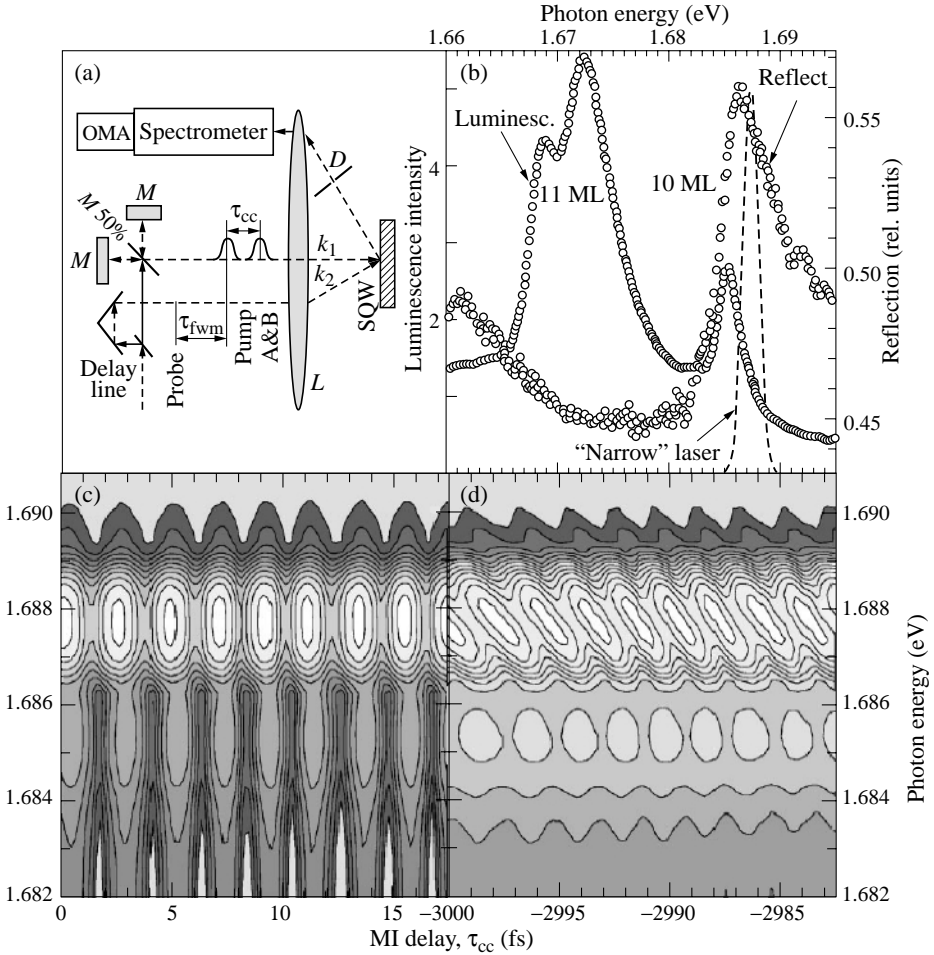 Photon energy (eV)
1.66 1.67 1.68 1.69
(a)
OMA Spectrometer
D
M
M 50%
τcc
M
k1
k2
SQW
τfwm
Delay line
Probe
Pump
A&B
L
(b)
Luminesc.
Reflect
11 ML
10 ML
"Narrow" laser
Luminescence intensity
4
2
Reflection (rel. units)
0.55
0.50
0.45
(c)
(d)
1.690
1.688
1.686
1.684
1.682
1.690
1.688
1.686
1.684
1.682
Photon energy (eV)
0 5 10 15 −3000 −2995 −2990 −2985
MI delay, τcc (fs)